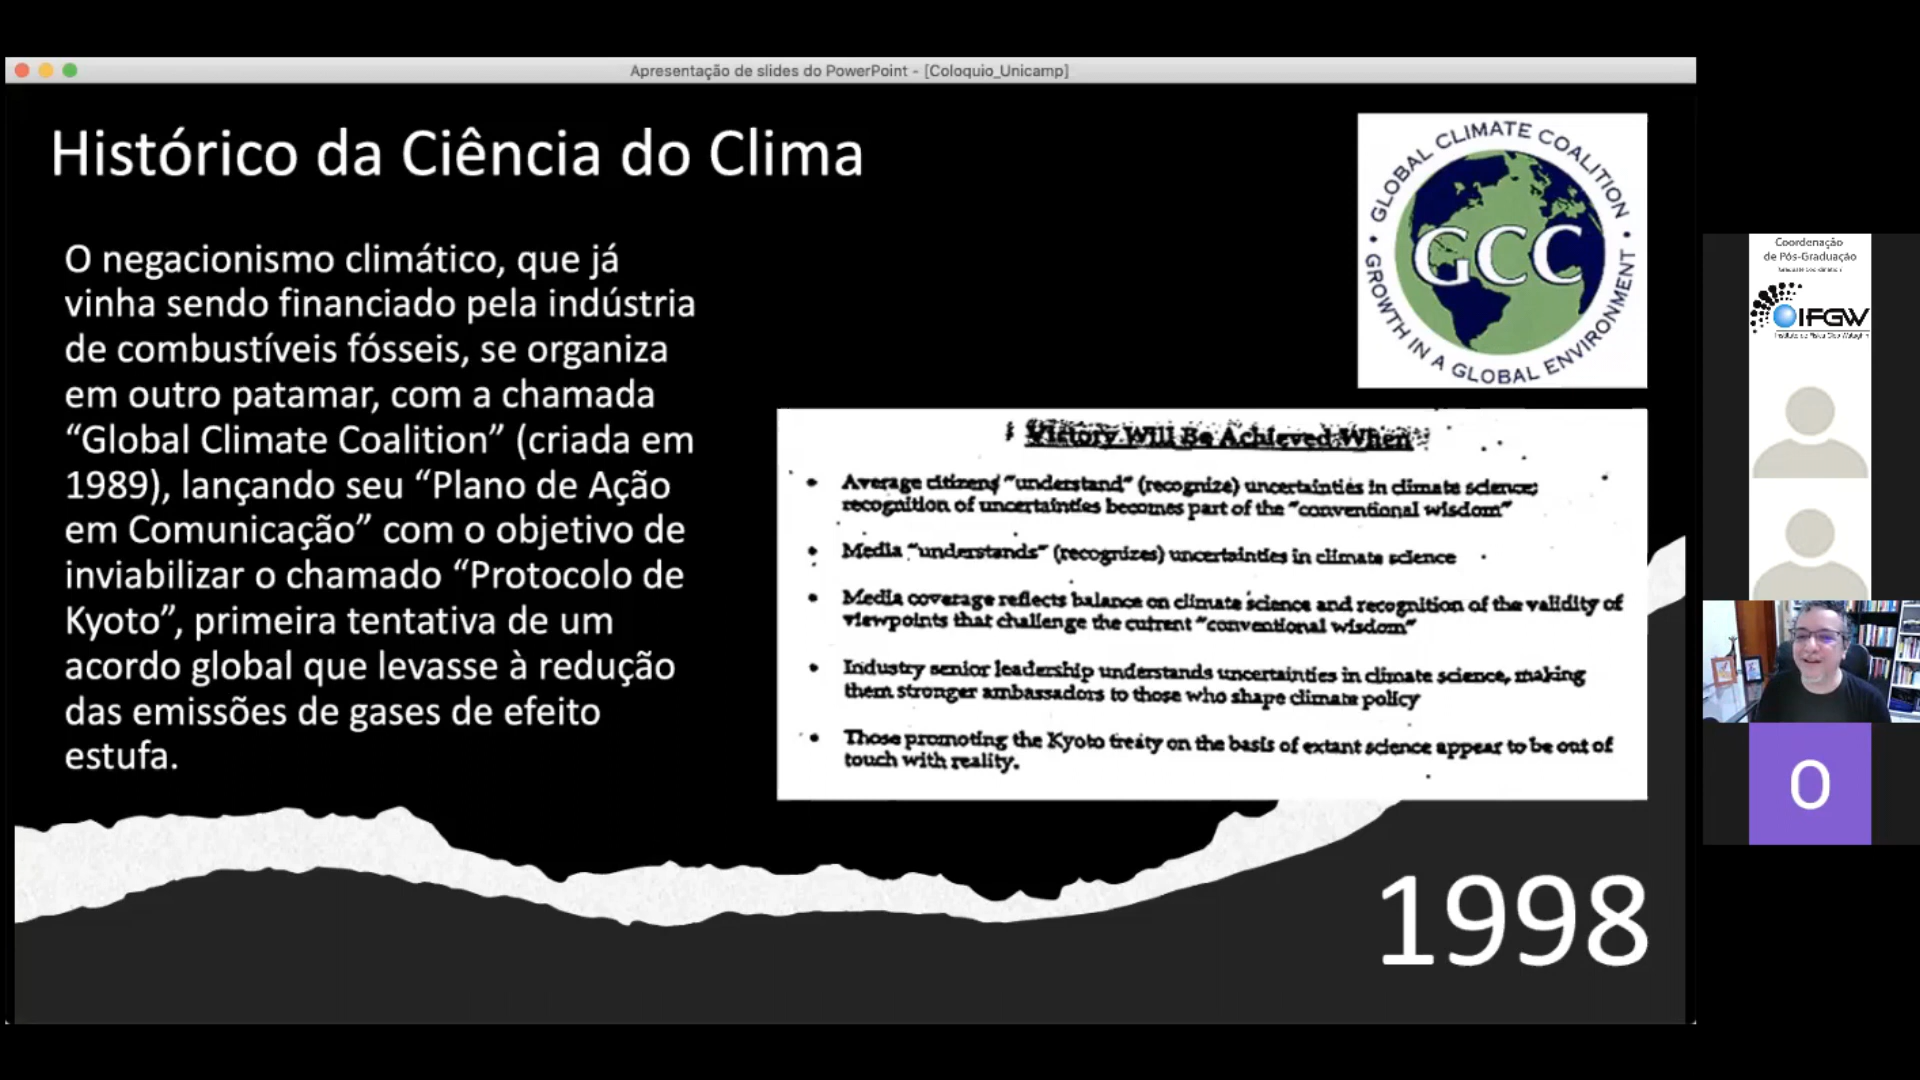 Apresentação de slides do PowerPoint - [Coloquio_Unicamp]
Histórico da Ciência do Clima
O negacionismo climático, que já
vinha sendo financiado pela indústria
de combustíveis fósseis, se organiza
em outro patamar, com a chamada
“Global Climate Coalition” (criada em
1989), lançando seu “Plano de Ação
em Comunicação” com o objetivo de
inviabilizar o chamado “Protocolo de
Kyoto”, primeira tentativa de um
acordo global que levasse à redução
das emissões de gases de efeito
estufa.
• GLOBAL CLIMATE COALITION •
GCC
GROWTH IN A GLOBAL ENVIRONMENT
Victory Will Be Achieved When
• Average citizens “understand” (recognize) uncertainties in climate science;
recognition of uncertainties becomes part of the “conventional wisdom”
• Media “understands” (recognizes) uncertainties in climate science
• Media coverage reflects balance on climate science and recognition of the validity of
viewpoints that challenge the current “conventional wisdom”
• Industry senior leadership understands uncertainties in climate science, making
them stronger ambassadors to those who shape climate policy
• Those promoting the Kyoto treaty on the basis of extant science appear to be out of
touch with reality.
1998
Coordenação
de Pós-Graduação
IFGW
O